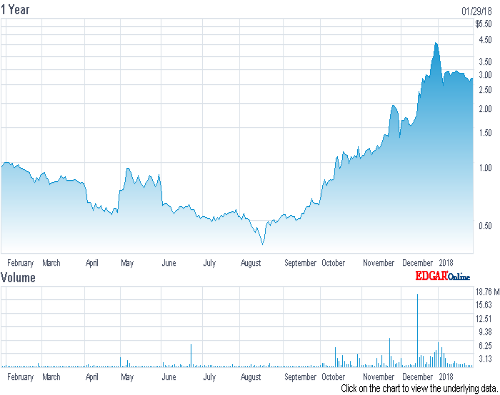 1 Year 01/29/18
$5.50
4.50
3.50
3.00
2.50
2.00
1.50
1.00
0.50
February March April May June July August September October November December 2018
EDGAR Online
Volume
18.76 M
15.63
12.51
9.38
6.25
3.13
February March April May June July August September October November December 2018
Click on the chart to view the underlying data.